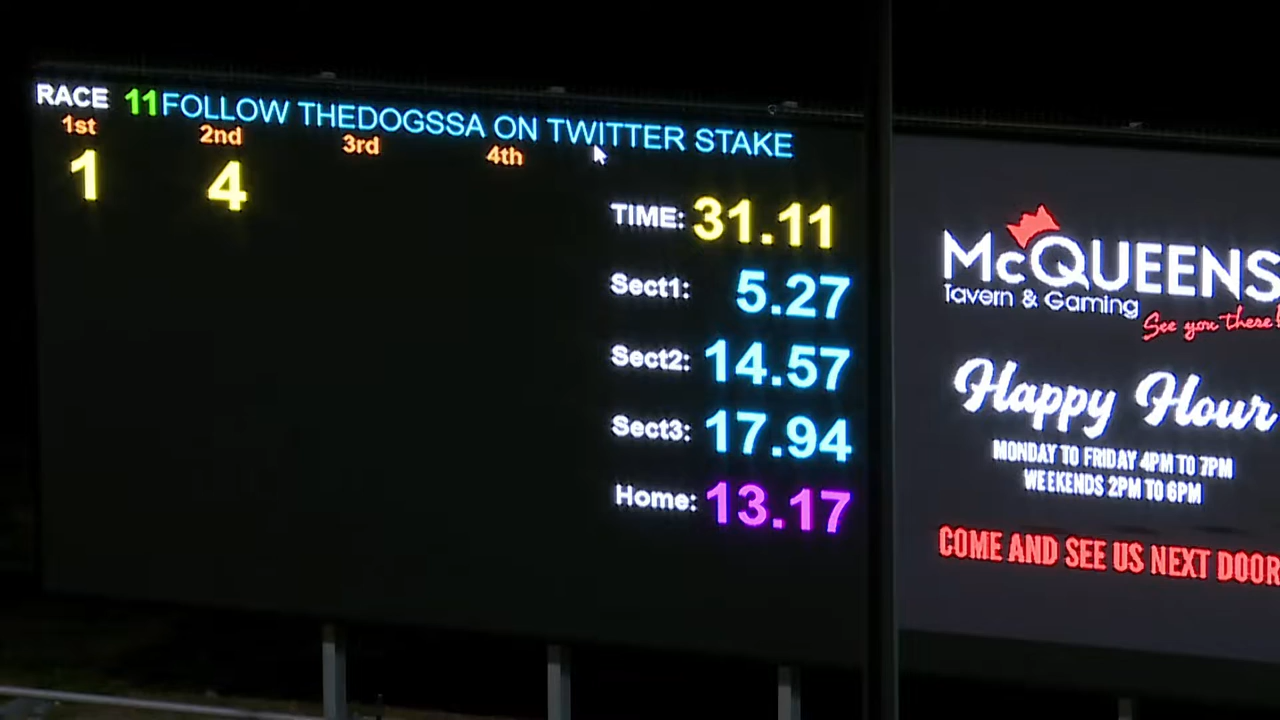 RACE 11FOLLOW THEDOGSSA ON TWITTER STAKE
1st 2nd 3rd 4th
1 4
TIME: 31.11
Sect1: 5.27
Sect2: 14.57
Sect3: 17.94
Home: 13.17
McQUEENS
Tavern & Gaming
See you there!
Happy Hour
MONDAY TO FRIDAY 4PM TO 7PM
WEEKENDS 2PM TO 6PM
COME AND SEE US NEXT DOOR